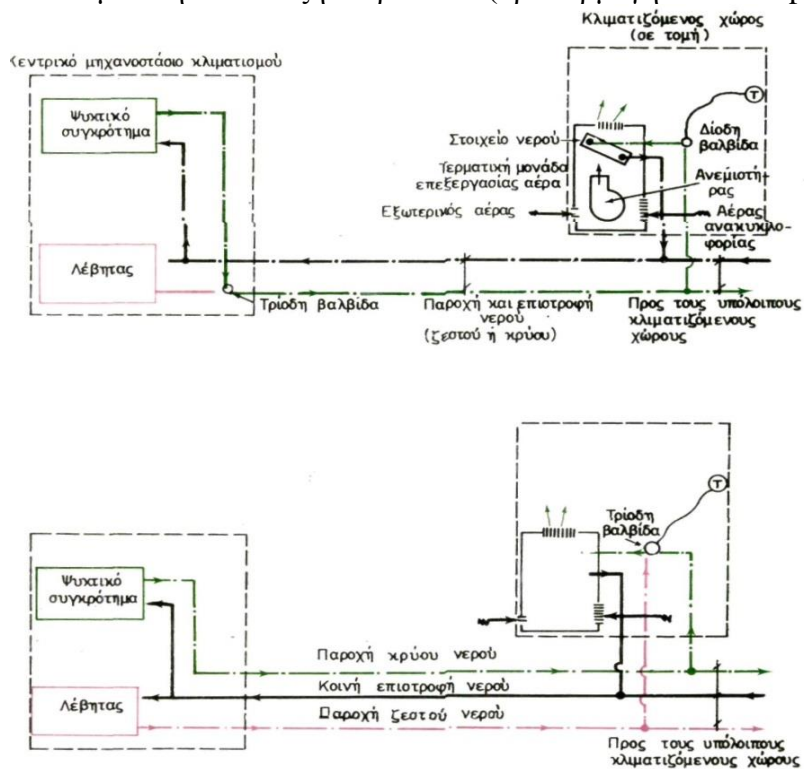 Κλιματιζόμενος χώρος
(σε τομή)
κεντρικό μηχανοστάσιο κλιματισμού
Ψυκτικό
συγκρότημα
T
Στοιχείο νερού
Δίοδη
βαλβίδα
Τερματική μονάδα
επεξεργασίας αέρα
Ανεμιστή-
ρας
Εξωτερικός αέρας
Αέρας
ανακυκλο-
φορίας
Λέβητας
Τρίοδη βαλβίδα
Παροχή και επιστροφή
νερού
(ζεστού ή κρύου)
Προς τους υπόλοιπους
κλιματιζόμενους
χώρους
T
Τρίοδη
βαλβίδα
Ψυκτικό
συγκρότημα
Παροχή κρύου νερού
Κοινή επιστροφή νερού
Λέβητας
Παροχή ζεστού νερού
Προς τους υπόλοιπους
κλιματιζόμενους χώρους